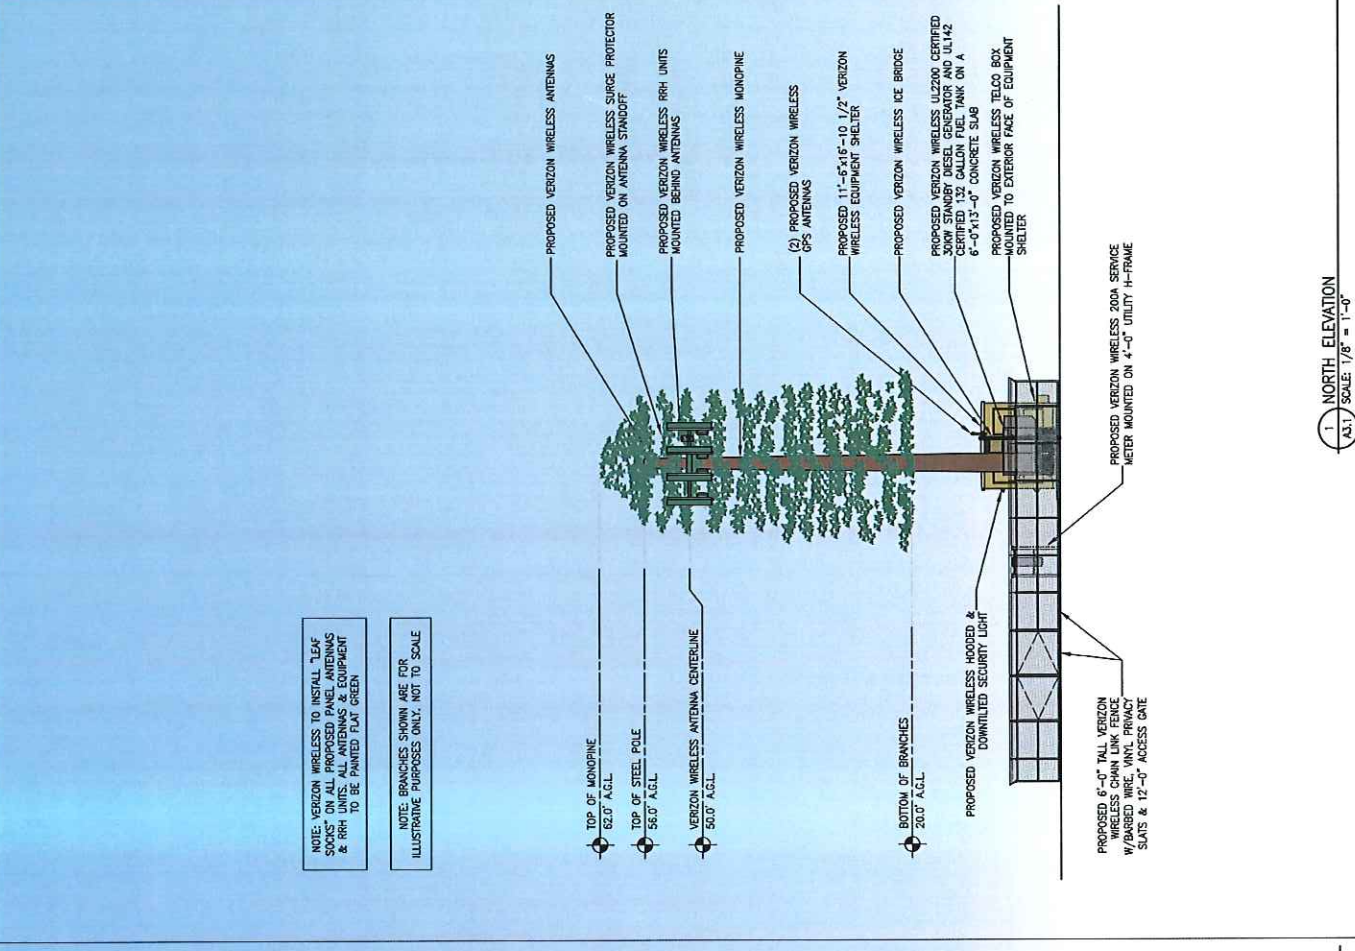 NOTE: VERIZON WIRELESS TO INSTALL "LEAF
SOCKS" ON ALL PROPOSED PANEL ANTENNAS
& RRH UNITS. ALL ANTENNAS & EQUIPMENT
TO BE PAINTED FLAT GREEN
NOTE: BRANCHES SHOWN ARE FOR
ILLUSTRATIVE PURPOSES ONLY. NOT TO SCALE
TOP OF MONOPINE
62.0' A.G.L.
TOP OF STEEL POLE
56.0' A.G.L.
VERIZON WIRELESS ANTENNA CENTERLINE
50.0' A.G.L.
BOTTOM OF BRANCHES
20.0' A.G.L.
PROPOSED VERIZON WIRELESS HOODED &
DOWNTILTED SECURITY LIGHT
PROPOSED 6'-0" TALL VERIZON
WIRELESS CHAIN LINK FENCE
W/BARBED WIRE, VINYL PRIVACY
SLATS & 12'-0" ACCESS GATE
PROPOSED VERIZON WIRELESS ANTENNAS
PROPOSED VERIZON WIRELESS SURGE PROTECTOR
MOUNTED ON ANTENNA STANDOFF
PROPOSED VERIZON WIRELESS RRH UNITS
MOUNTED BEHIND ANTENNAS
PROPOSED VERIZON WIRELESS MONOPINE
(2) PROPOSED VERIZON WIRELESS
GPS ANTENNAS
PROPOSED 11'-6"x16'-10 1/2" VERIZON
WIRELESS EQUIPMENT SHELTER
PROPOSED VERIZON WIRELESS ICE BRIDGE
PROPOSED VERIZON WIRELESS UL2200 CERTIFIED
30KW STANDBY DIESEL GENERATOR AND UL142
CERTIFIED 132 GALLON FUEL TANK ON A
6'-0"x13'-0" CONCRETE SLAB
PROPOSED VERIZON WIRELESS TELCO BOX
MOUNTED TO EXTERIOR FACE OF EQUIPMENT
SHELTER
PROPOSED VERIZON WIRELESS 200A SERVICE
METER MOUNTED ON 4'-0" UTILITY H-FRAME
1 NORTH ELEVATION
A3.1 SCALE: 1/8" = 1'-0"